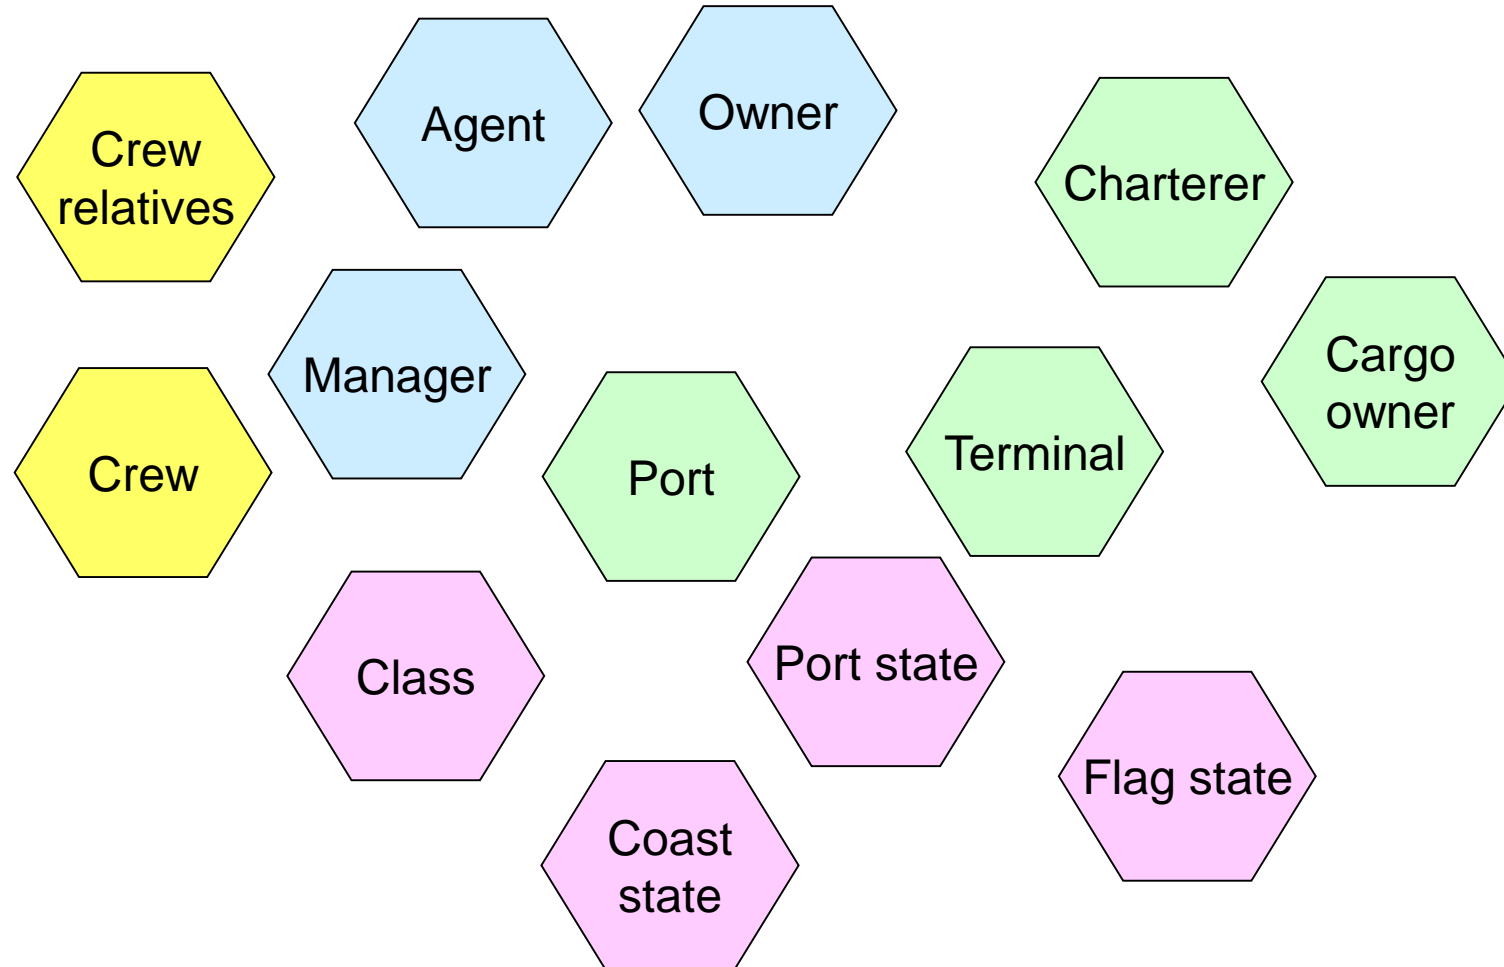 Agent
Owner
Crew
relatives
Charterer
Manager
Cargo
owner
Crew
Port
Terminal
Class
Port state
Flag state
Coast
state